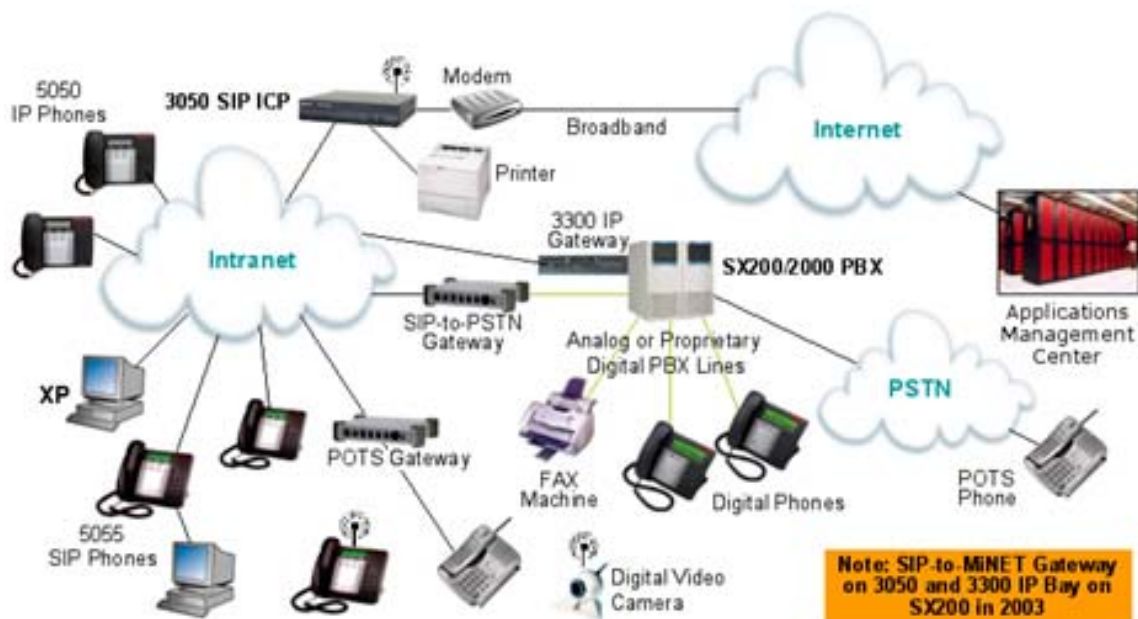 5050
IP Phones
3050 SIP ICP
Modem
Broadband
Internet
Printer
Intranet
3300 IP
Gateway
SX200/2000 PBX
SIP-to-PSTN
Gateway
Analog or Proprietary
Digital PBX Lines
Applications
Management
Center
XP
PSTN
POTS Gateway
FAX
Machine
Digital Phones
POTS
Phone
5055
SIP Phones
Digital Video
Camera
Note: SIP-to-MiNET Gateway
on 3050 and 3300 IP Bay on
SX200 in 2003